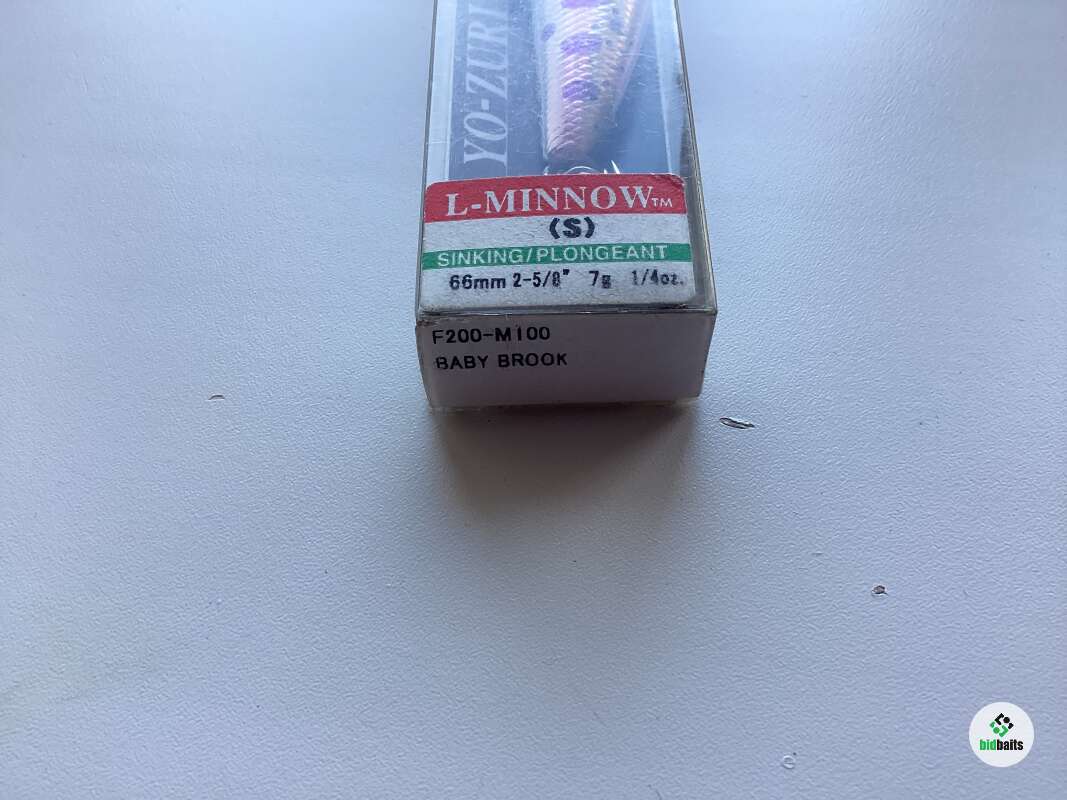 YO-ZURI
L-MINNOW™
(S)
SINKING/PLONGEANT
66mm 2-5/8" 7g 1/4oz.
F200-M100
BABY BROOK
bidbaits